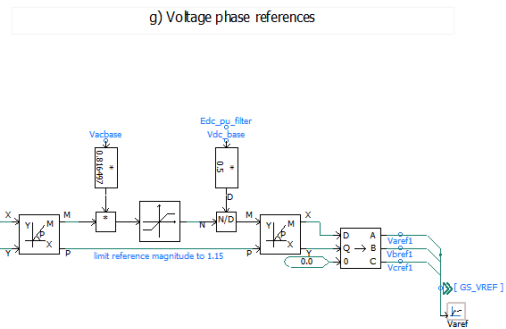 g) Voltage phase references
Edc_pu_filter
Vacbase
Vdc_base
0.816497
*
0.5
*
D
X
M
*
N
N/D
M
X
D
A
Y
M
P
X
Y
M
P
X
Q
B
Varef1
Y
P
limit reference magnitude to 1.15
P
Y
0.0
0
C
Vbref1
Vcref1
[ GS_VREF ]
Varef